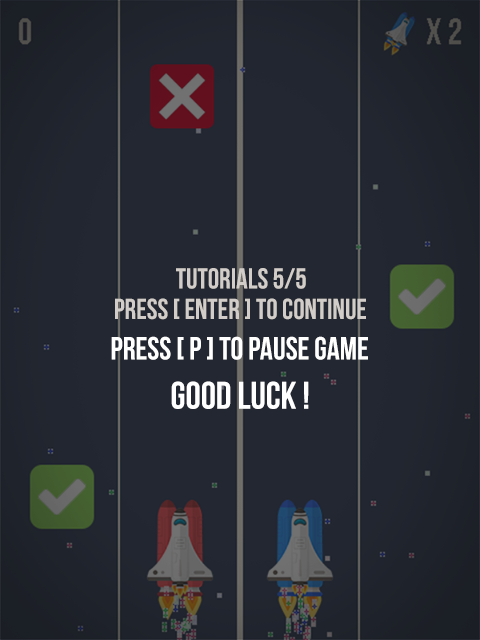 0
X 2
TUTORIALS 5/5
PRESS [ ENTER ] TO CONTINUE
PRESS [ P ] TO PAUSE GAME
GOOD LUCK !